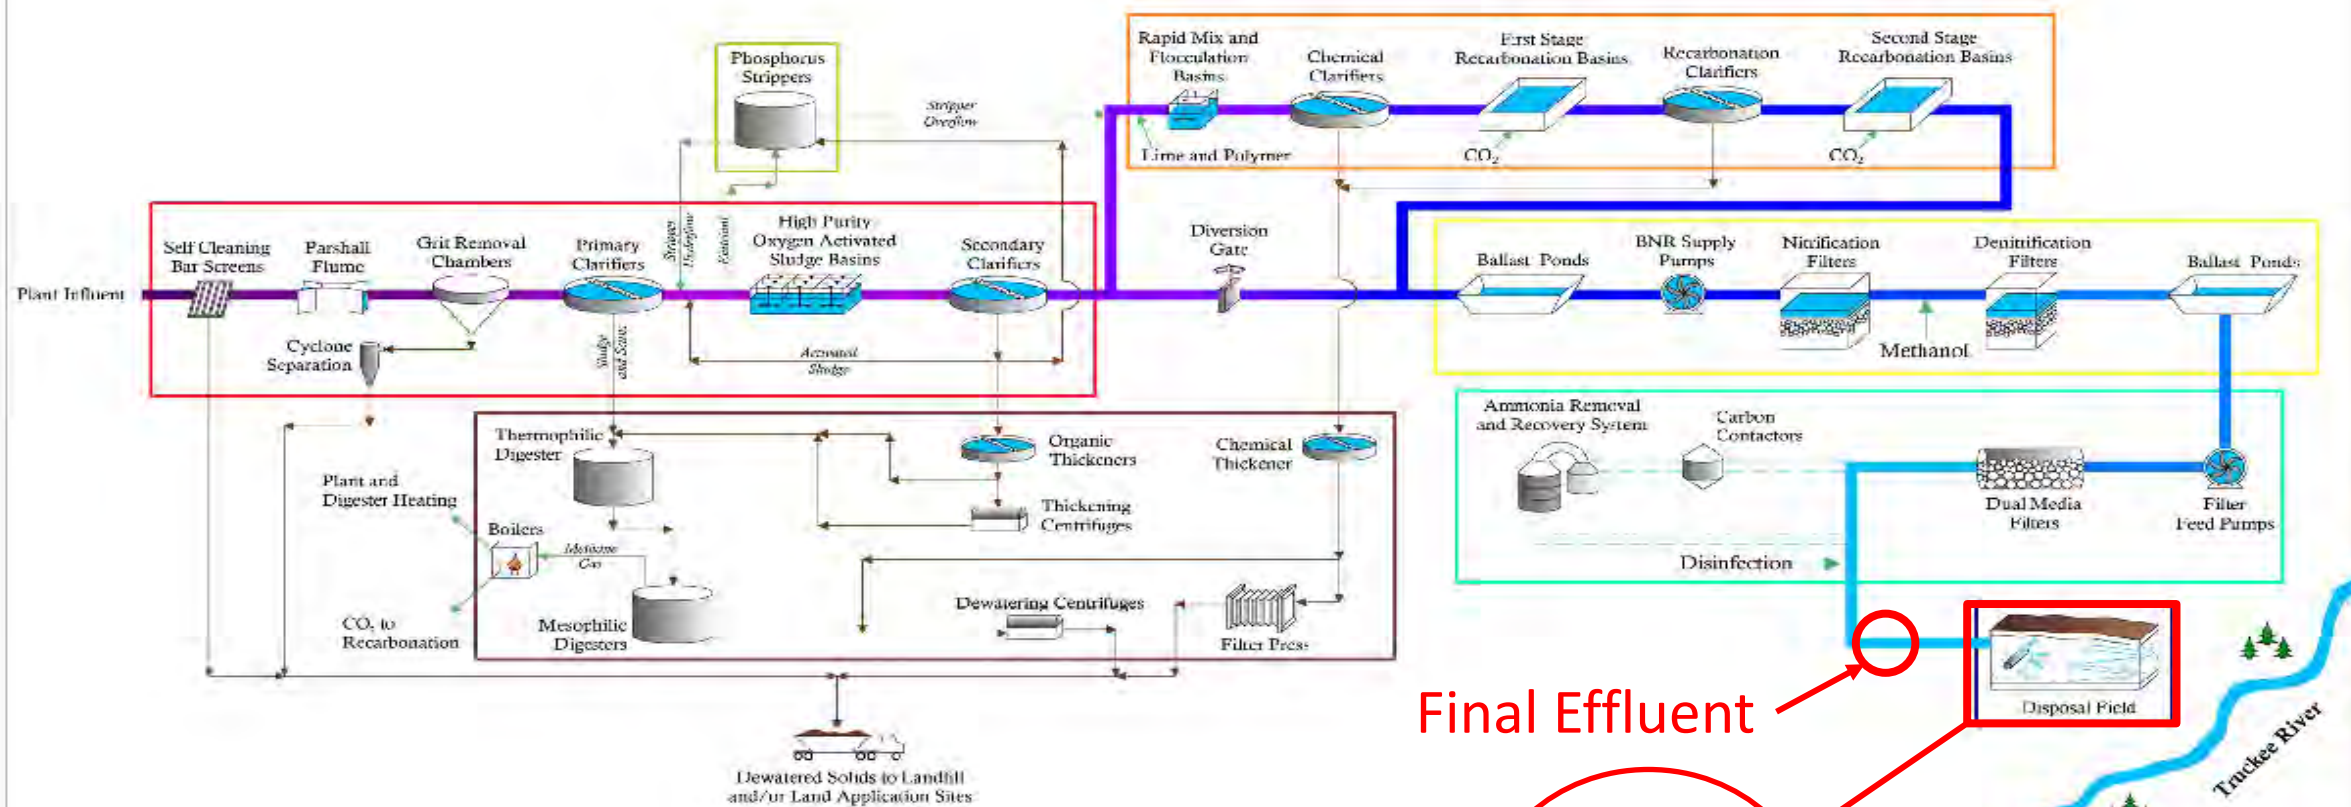 Phosphorus
Strippers
Stripper
Overflow
Rapid Mix and
Flocculation
Basins
Chemical
Clarifiers
First Stage
Recarbonation Basins
Recarbonation
Clarifiers
Second Stage
Recarbonation Basins
Lime and Polymer
CO2
CO2
Plant Influent
Self Cleaning
Bar Screens
Parshall
Flume
Grit Removal
Chambers
Primary
Clarifiers
Stripper
Underflow
High Purity
Oxygen Activated
Sludge Basins
Secondary
Clarifiers
Cyclone
Separation
Sludge
and Scum
Activated
Sludge
Diversion
Gate
Ballast Ponds
BNR Supply
Pumps
Nitrification
Filters
Denitrification
Filters
Ballast Ponds
Methanol
Thermophilic
Digester
Organic
Thickeners
Chemical
Thickener
Thickening
Centrifuges
Plant and
Digester Heating
Boilers
Methane
Gas
CO2 to
Recarbonation
Mesophilic
Digesters
Dewatering Centrifuges
Filter Press
Ammonia Removal
and Recovery System
Carbon
Contactors
Dual Media
Filters
Filter
Feed Pumps
Disinfection
Final Effluent
Disposal Field
Truckee River
Dewatered Solids to Landfill
and/or Land Application Sites